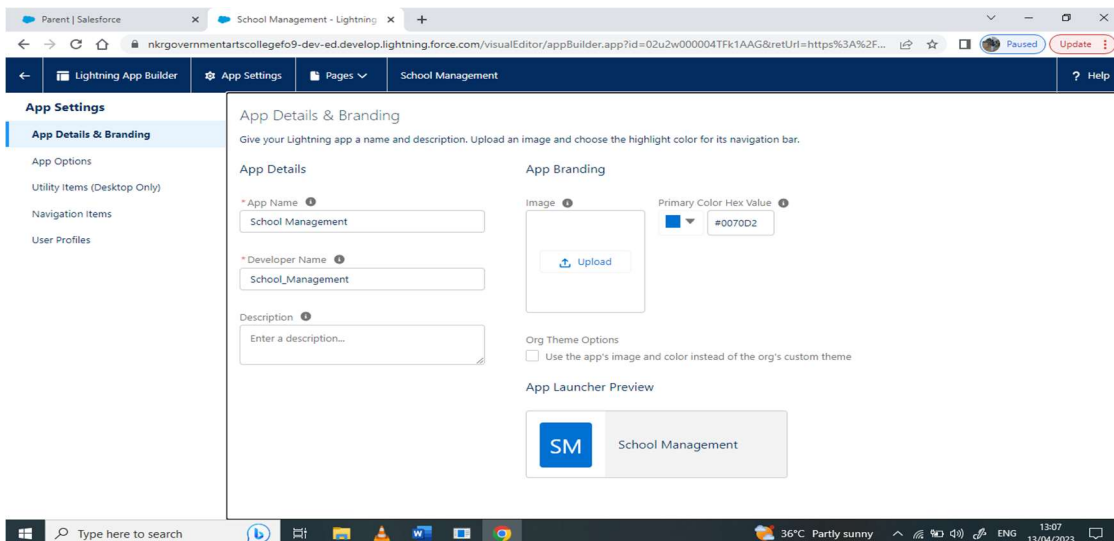 Parent | Salesforce
School Management - Lightning
nkrgovernmentartscollegefo9-dev-ed.develop.lightning.force.com/visualEditor/appBuilder.app?id=02u2w000004TFk1AAG&retUrl=https%3A%2F...
Paused
Update
Lightning App Builder
App Settings
Pages
School Management
? Help
App Settings
App Details & Branding
App Options
Utility Items (Desktop Only)
Navigation Items
User Profiles
App Details & Branding
Give your Lightning app a name and description. Upload an image and choose the highlight color for its navigation bar.
App Details
*App Name
School Management
*Developer Name
School_Management
Description
Enter a description...
App Branding
Image
Upload
Primary Color Hex Value
#0070D2
Org Theme Options
Use the app's image and color instead of the org's custom theme
App Launcher Preview
SM
School Management
Type here to search
36°C Partly sunny
ENG
13:07
13/04/2023